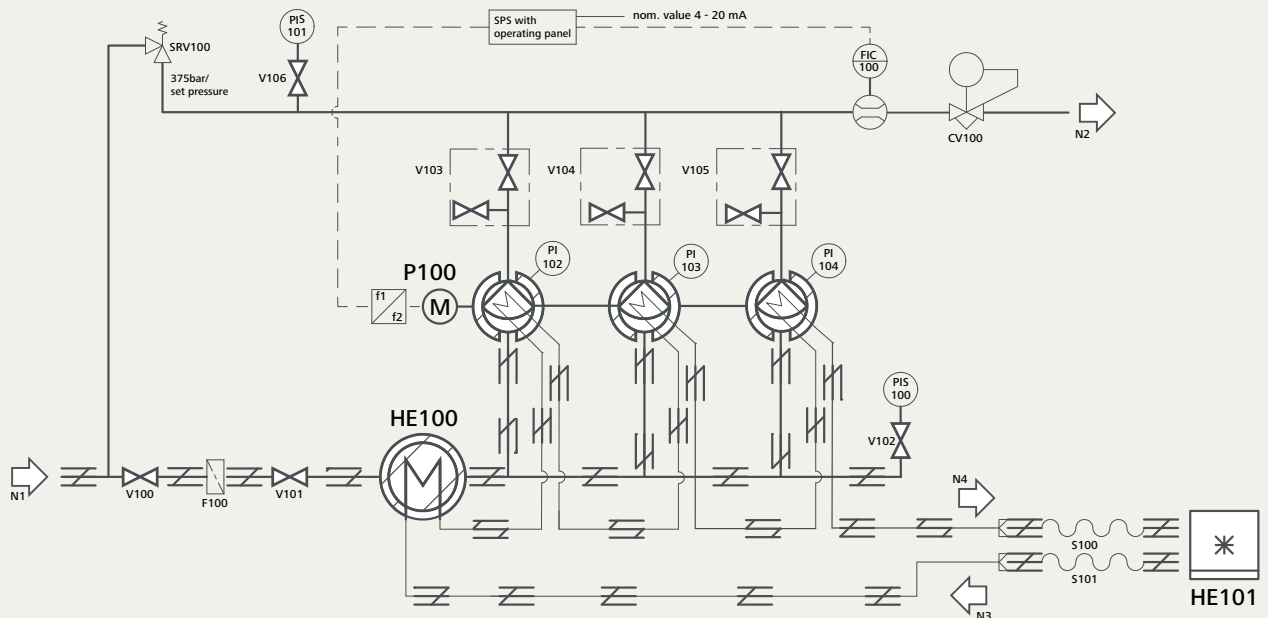 PIS
101
SPS with
operating panel
nom. value 4 - 20 mA
SRV100
375bar/
set pressure
V106
FIC
100
CV100
N2
V103
V104
V105
P100
PI
102
PI
103
PI
104
f1
f2
M
PIS
100
HE100
V102
N1
V100
F100
V101
N4
S100
S101
N3
HE101